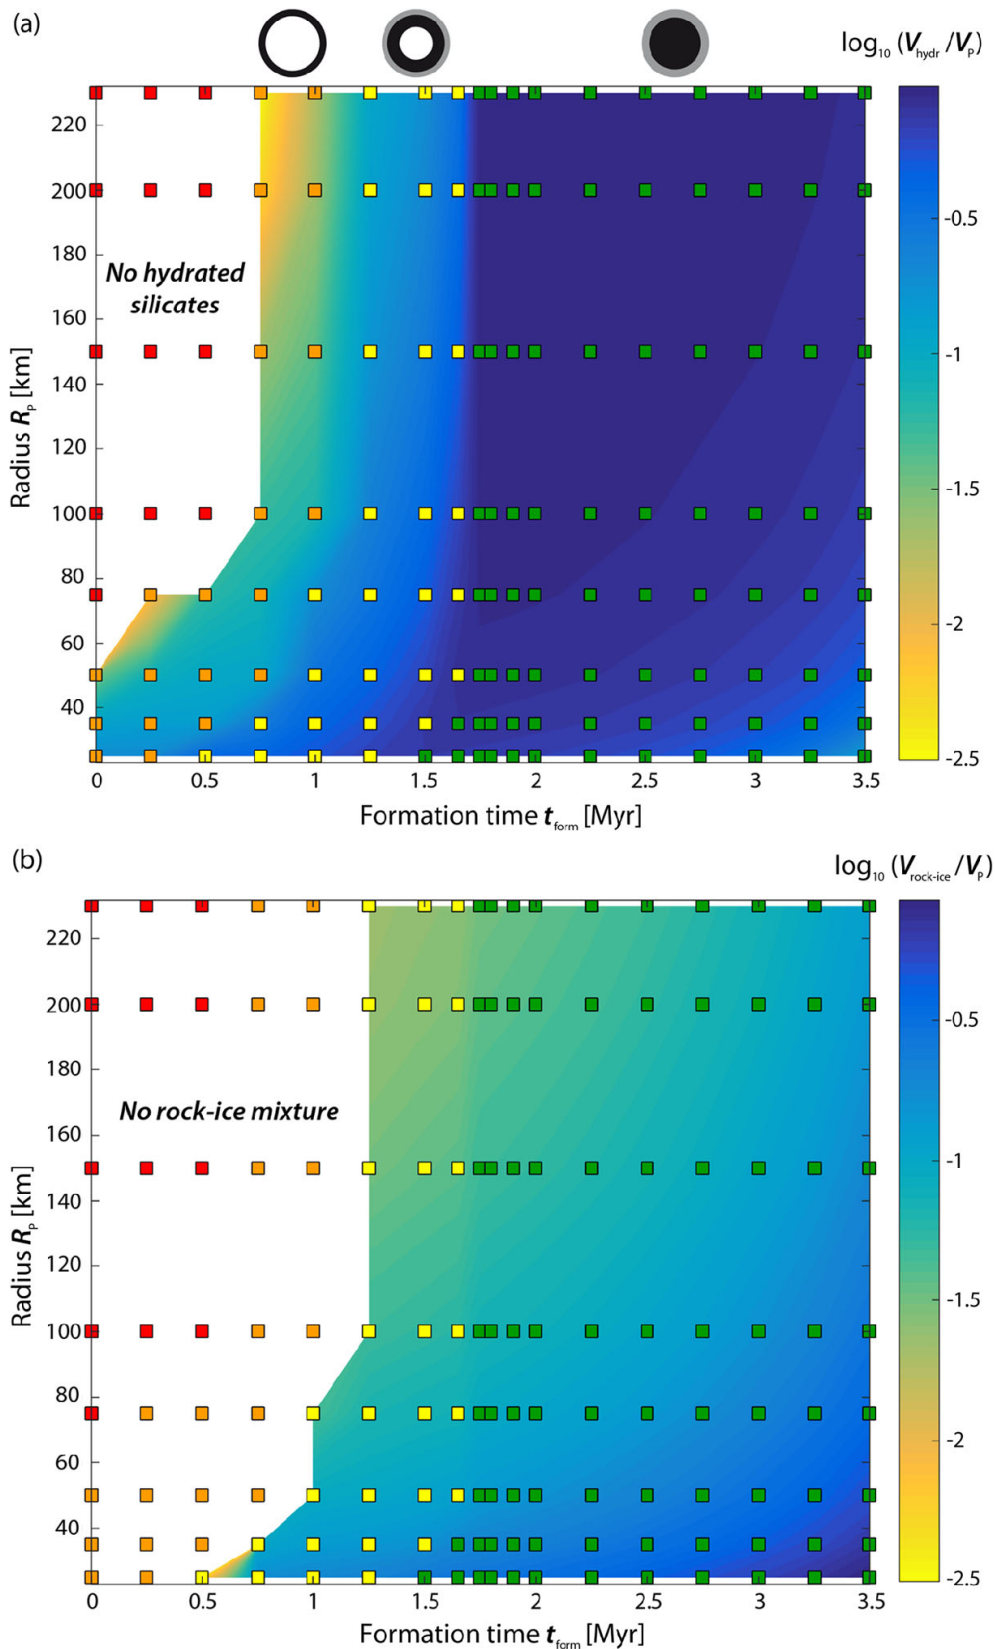 (a)
log₁₀ (Vhydr /VP)
220
200
180
160
140
120
100
80
60
40
Radius RP [km]
No hydrated
silicates
-0.5
-1
-1.5
-2
-2.5
0 0.5 1 1.5 2 2.5 3 3.5
Formation time tform [Myr]
(b)
log₁₀ (Vrock-ice /VP)
220
200
180
160
140
120
100
80
60
40
Radius RP [km]
No rock-ice mixture
-0.5
-1
-1.5
-2
-2.5
0 0.5 1 1.5 2 2.5 3 3.5
Formation time tform [Myr]